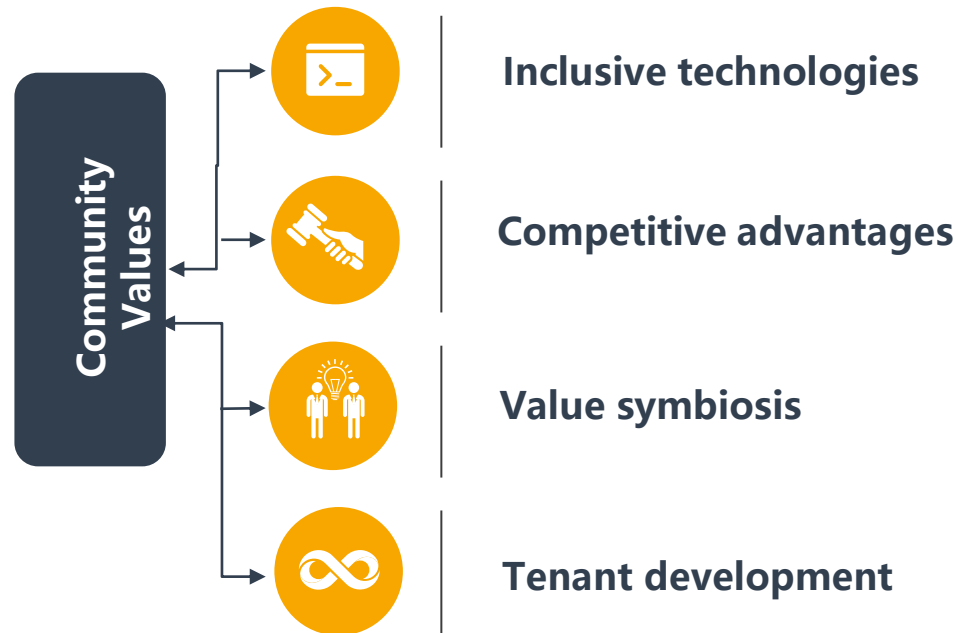 Community
Values
Inclusive technologies
Competitive advantages
Value symbiosis
Tenant development